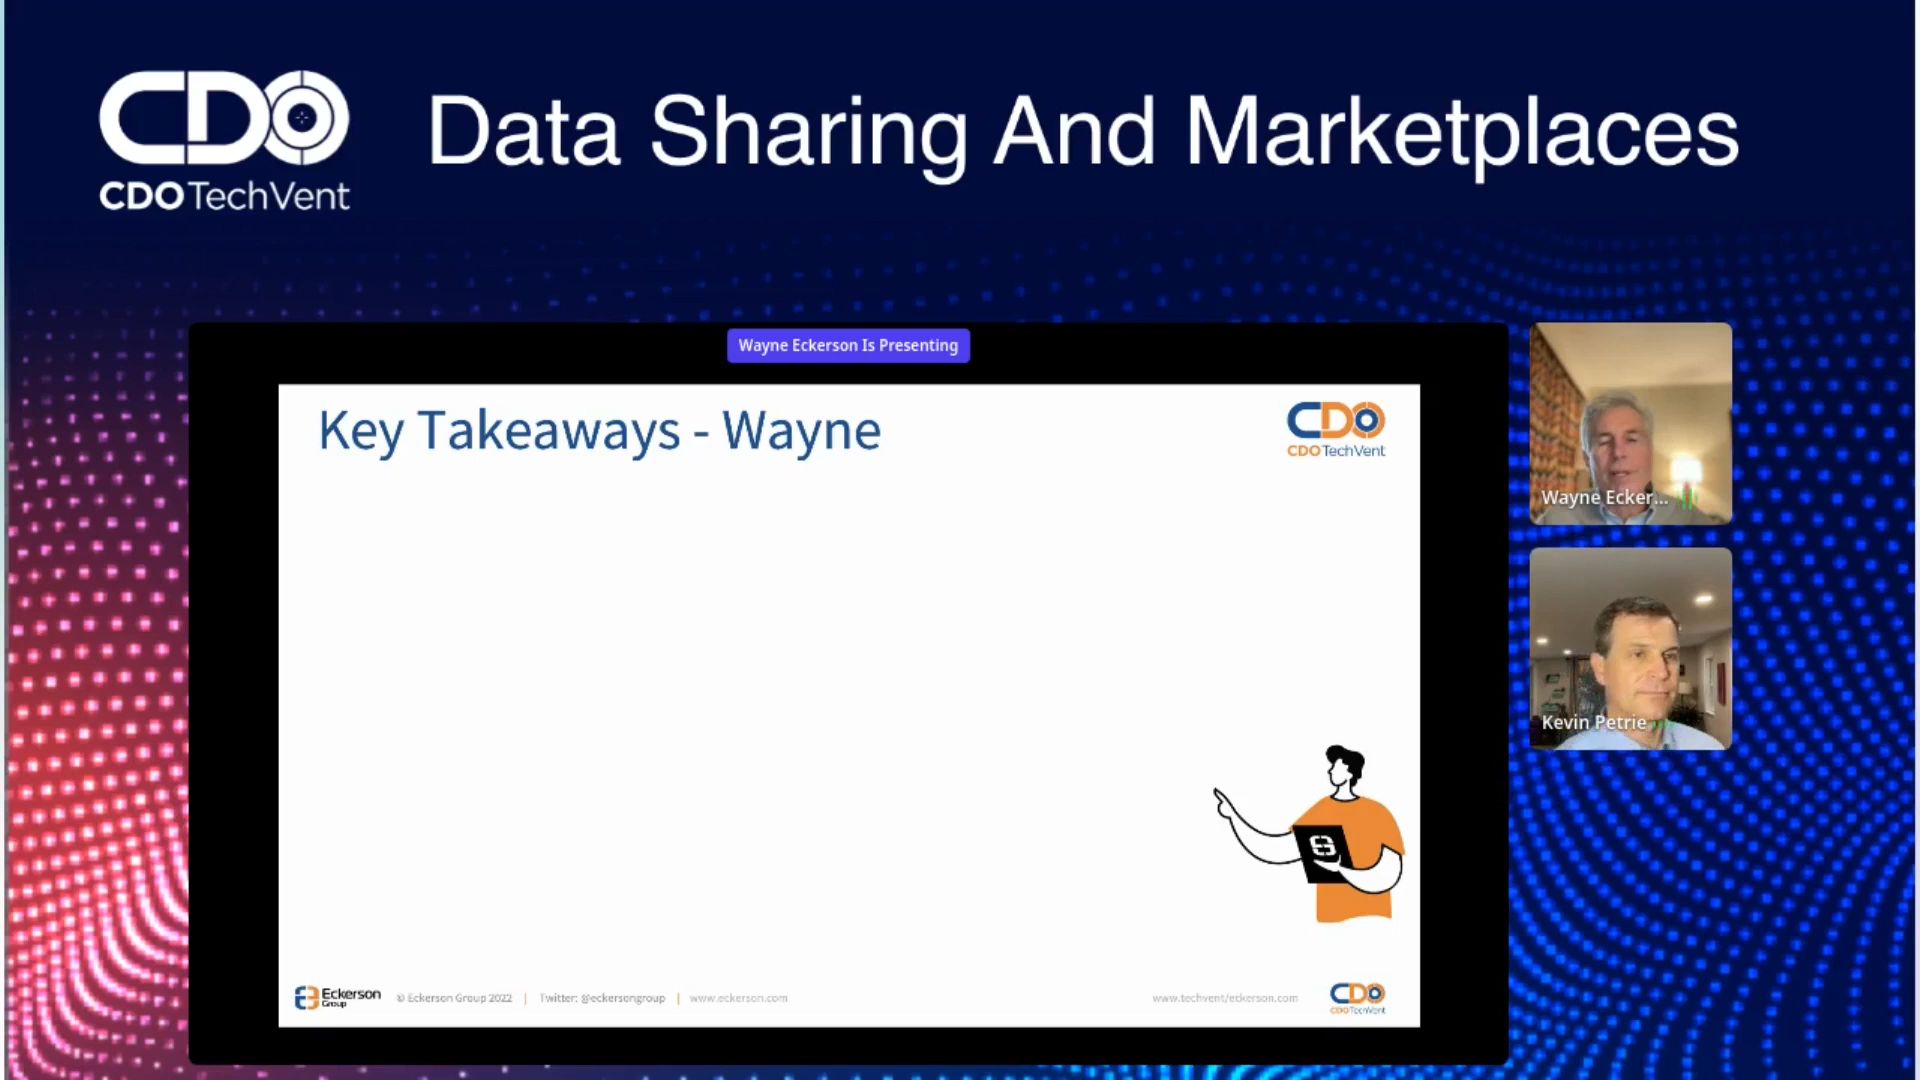 CDO
CDO TechVent
Data Sharing And Marketplaces
Wayne Eckerson Is Presenting
Key Takeaways - Wayne
CDO
CDO TechVent
Wayne Ecker...
Kevin Petrie
Eckerson
Group
© Eckerson Group 2022 | Twitter: @eckersongroup | www.eckerson.com
www.techvent/eckerson.com
CDO
CDO TechVent